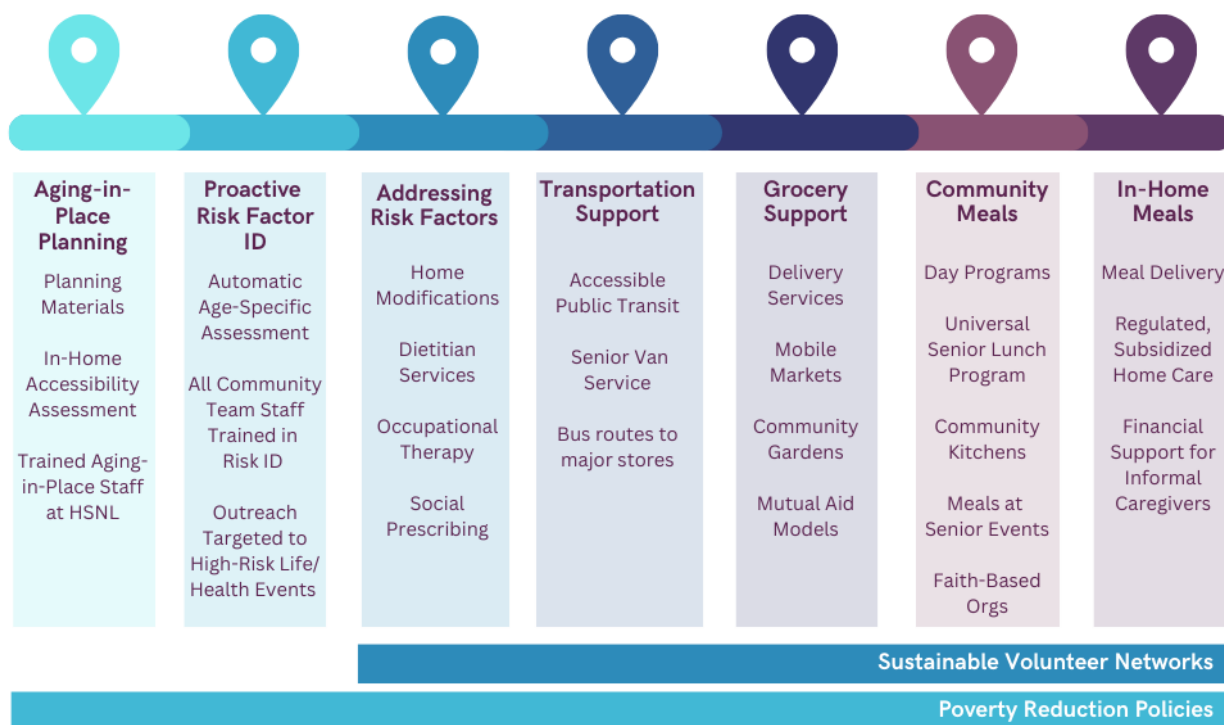 Aging-in-
Place
Planning
Planning
Materials
In-Home
Accessibility
Assessment
Trained Aging-
in-Place Staff
at HSNL
Proactive
Risk Factor
ID
Automatic
Age-Specific
Assessment
All Community
Team Staff
Trained in
Risk ID
Outreach
Targeted to
High-Risk Life/
Health Events
Addressing
Risk Factors
Home
Modifications
Dietitian
Services
Occupational
Therapy
Social
Prescribing
Transportation
Support
Accessible
Public Transit
Senior Van
Service
Bus routes to
major stores
Grocery
Support
Delivery
Services
Mobile
Markets
Community
Gardens
Mutual Aid
Models
Community
Meals
Day Programs
Universal
Senior Lunch
Program
Community
Kitchens
Meals at
Senior Events
Faith-Based
Orgs
In-Home
Meals
Meal Delivery
Regulated,
Subsidized
Home Care
Financial
Support for
Informal
Caregivers
Sustainable Volunteer Networks
Poverty Reduction Policies